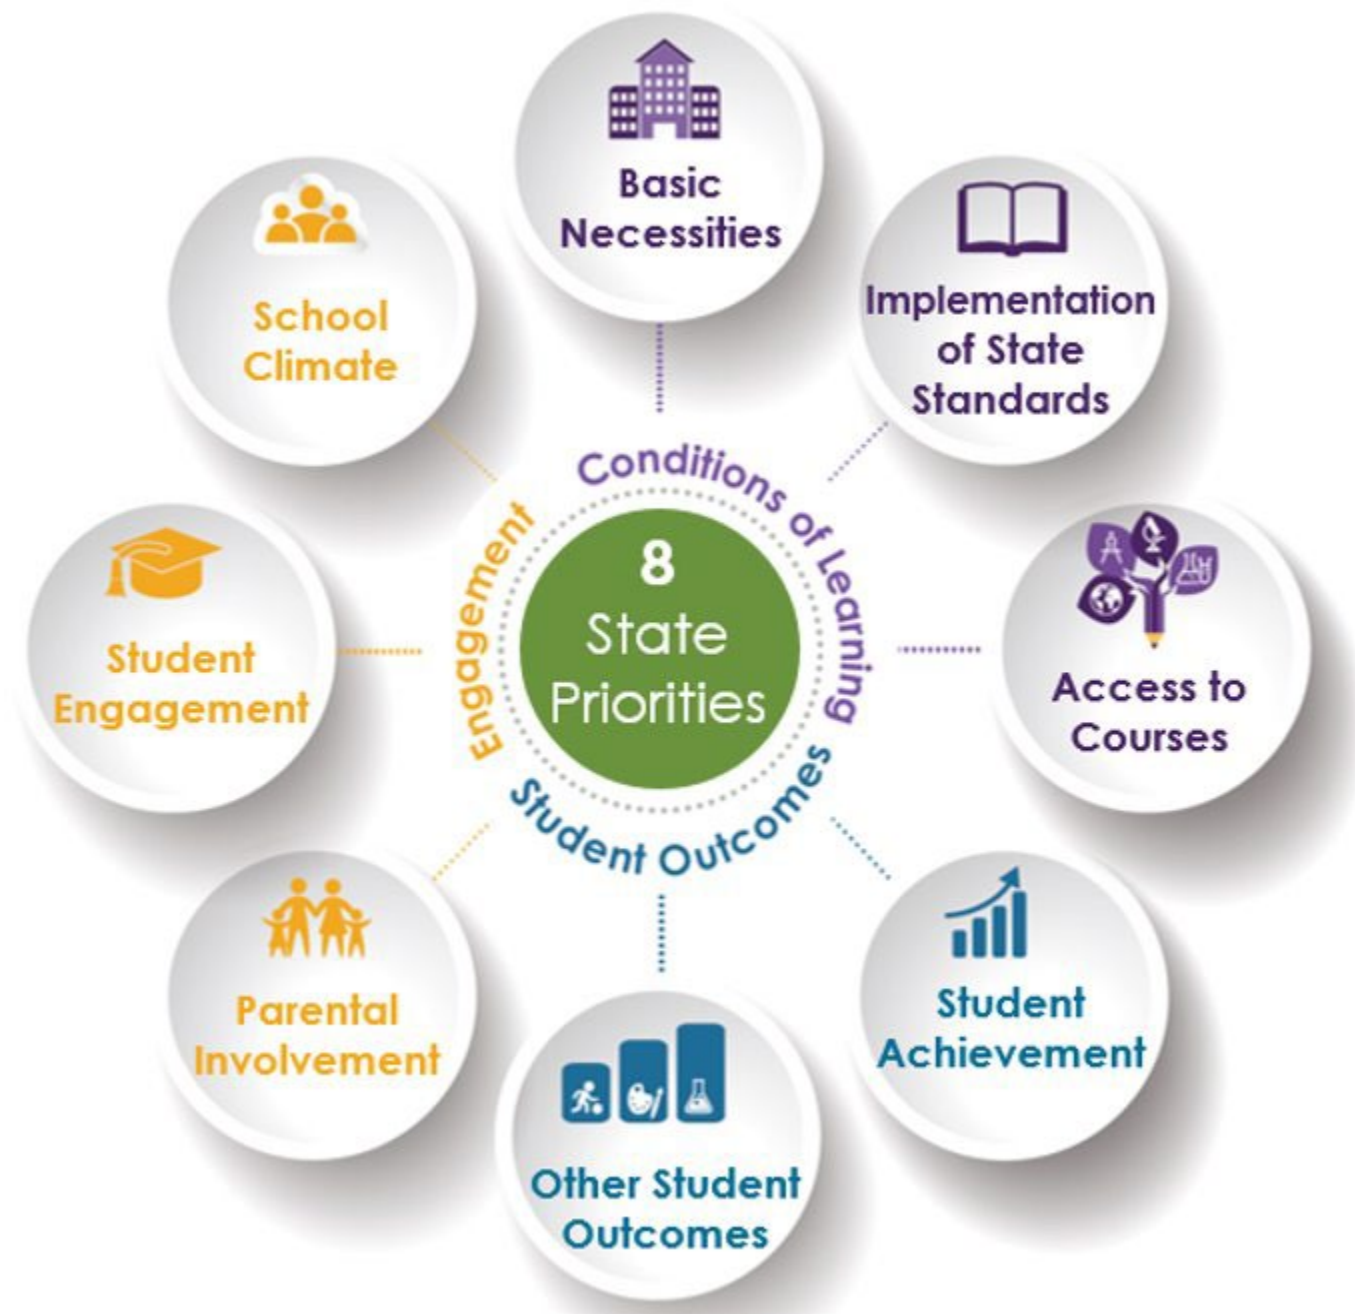 8
State
Priorities
Conditions of Learning
Student Outcomes
Engagement
Basic
Necessities
Implementation
of State
Standards
Access to
Courses
Student
Achievement
Other Student
Outcomes
Parental
Involvement
Student
Engagement
School
Climate